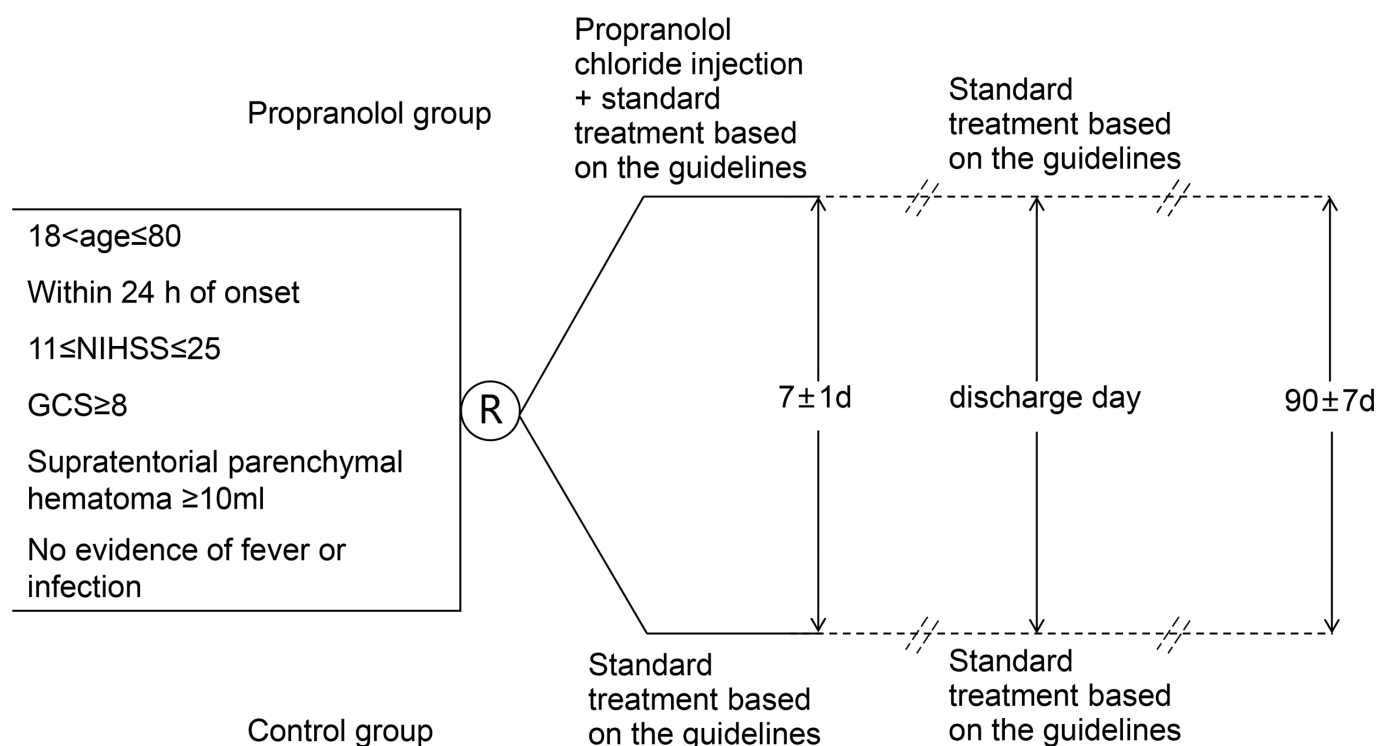 Propranolol group
Propranolol
chloride injection
+ standard
treatment based
on the guidelines
Standard
treatment based
on the guidelines
18<age≤80
Within 24 h of onset
11≤NIHSS≤25
GCS≥8
Supratentorial parenchymal
hematoma ≥10ml
No evidence of fever or
infection
R
7±1d
discharge day
90±7d
Control group
Standard
treatment based
on the guidelines
Standard
treatment based
on the guidelines